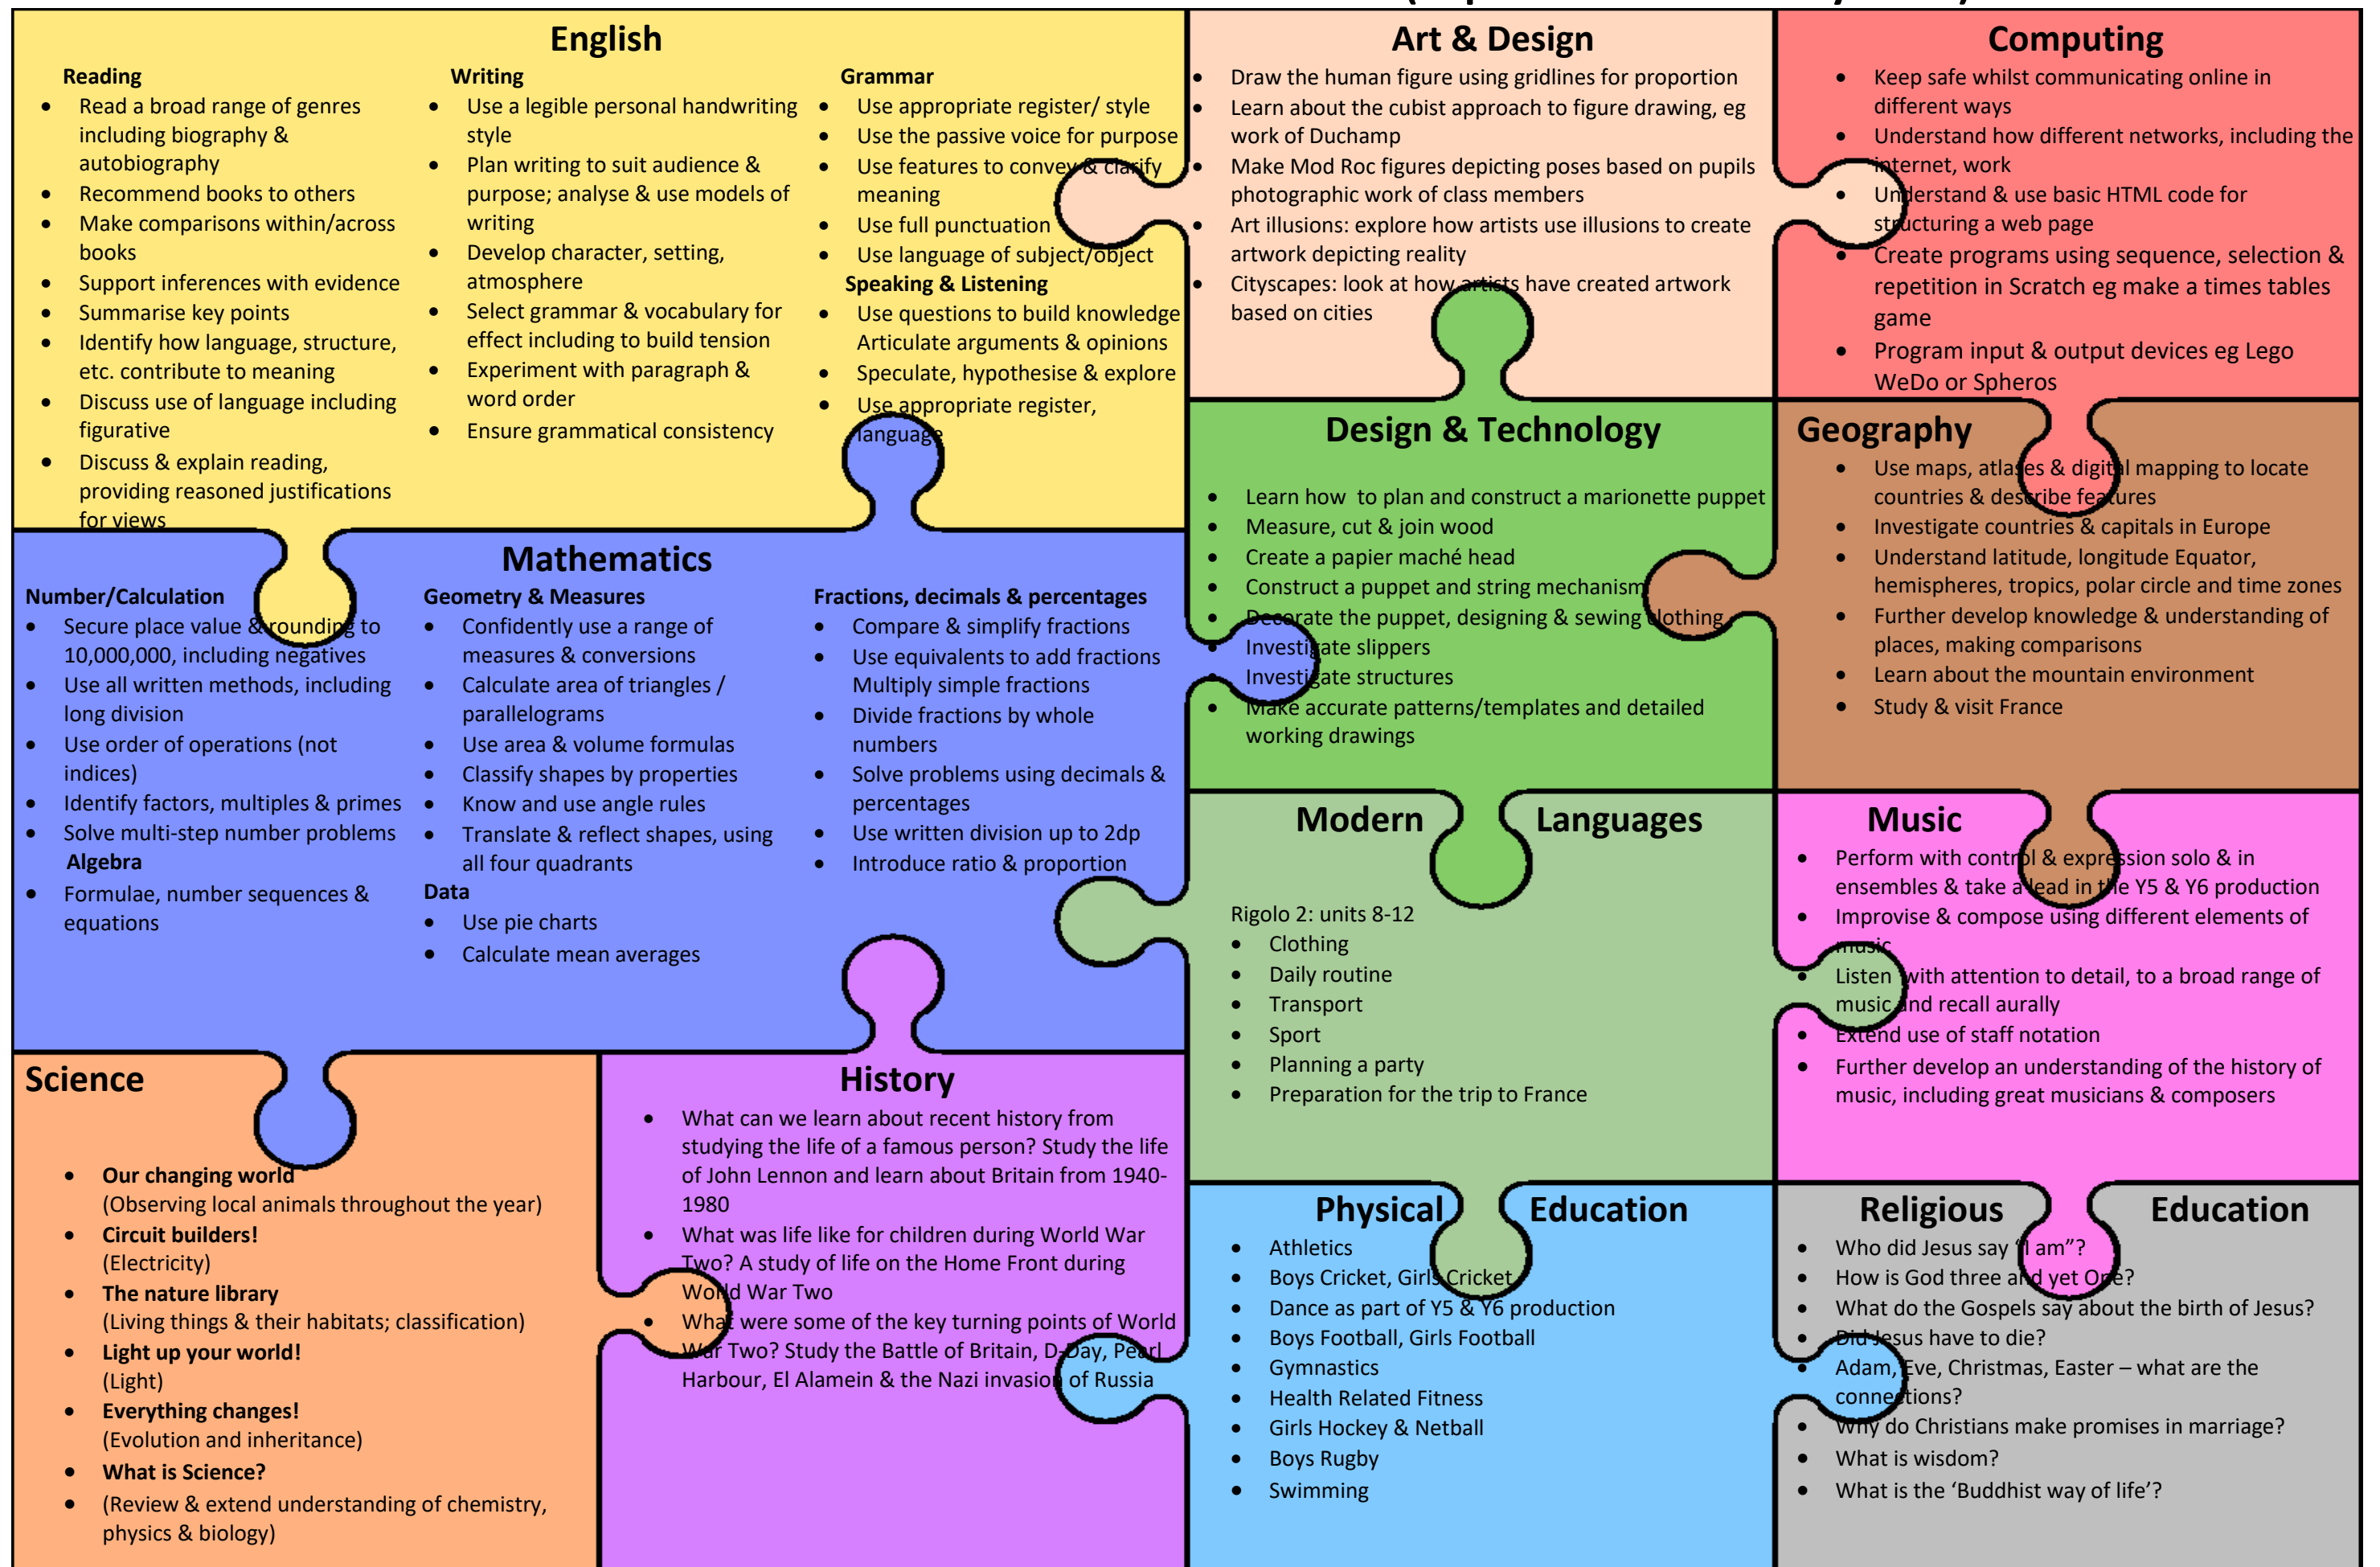 English
Reading
• Read a broad range of genres
including biography &
autobiography
• Recommend books to others
• Make comparisons within/across
books
• Support inferences with evidence
• Summarise key points
• Identify how language, structure,
etc. contribute to meaning
• Discuss use of language including
figurative
• Discuss & explain reading,
providing reasoned justifications
for views
Writing
• Use a legible personal handwriting
style
• Plan writing to suit audience &
purpose; analyse & use models of
writing
• Develop character, setting,
atmosphere
• Select grammar & vocabulary for
effect including to build tension
• Experiment with paragraph &
word order
• Ensure grammatical consistency
Grammar
• Use appropriate register/ style
• Use the passive voice for purpose
• Use features to convey & clarify
meaning
• Use full punctuation
• Use language of subject/object
Speaking & Listening
• Use questions to build knowledge
Articulate arguments & opinions
• Speculate, hypothesise & explore
• Use appropriate register,
language
Art & Design
• Draw the human figure using gridlines for proportion
• Learn about the cubist approach to figure drawing, eg
work of Duchamp
• Make Mod Roc figures depicting poses based on pupils
photographic work of class members
• Art illusions: explore how artists use illusions to create
artwork depicting reality
• Cityscapes: look at how artists have created artwork
based on cities
Computing
• Keep safe whilst communicating online in
different ways
• Understand how different networks, including the
internet, work
• Understand & use basic HTML code for
structuring a web page
• Create programs using sequence, selection &
repetition in Scratch eg make a times tables
game
• Program input & output devices eg Lego
WeDo or Spheros
Design & Technology
• Learn how  to plan and construct a marionette puppet
• Measure, cut & join wood
• Create a papier maché head
• Construct a puppet and string mechanism
• Decorate the puppet, designing & sewing clothing
• Investigate slippers
• Investigate structures
• Make accurate patterns/templates and detailed
working drawings
Geography
• Use maps, atlases & digital mapping to locate
countries & describe features
• Investigate countries & capitals in Europe
• Understand latitude, longitude Equator,
hemispheres, tropics, polar circle and time zones
• Further develop knowledge & understanding of
places, making comparisons
• Learn about the mountain environment
• Study & visit France
Mathematics
Number/Calculation
• Secure place value & rounding to
10,000,000, including negatives
• Use all written methods, including
long division
• Use order of operations (not
indices)
• Identify factors, multiples & primes
• Solve multi-step number problems
Algebra
• Formulae, number sequences &
equations
Geometry & Measures
• Confidently use a range of
measures & conversions
• Calculate area of triangles /
parallelograms
• Use area & volume formulas
• Classify shapes by properties
• Know and use angle rules
• Translate & reflect shapes, using
all four quadrants
Data
• Use pie charts
• Calculate mean averages
Fractions, decimals & percentages
• Compare & simplify fractions
• Use equivalents to add fractions
Multiply simple fractions
• Divide fractions by whole
numbers
• Solve problems using decimals &
percentages
• Use written division up to 2dp
• Introduce ratio & proportion
Modern Languages
Rigolo 2: units 8-12
• Clothing
• Daily routine
• Transport
• Sport
• Planning a party
• Preparation for the trip to France
Music
• Perform with control & expression solo & in
ensembles & take a lead in the Y5 & Y6 production
• Improvise & compose using different elements of
music
• Listen  with attention to detail, to a broad range of
music and recall aurally
• Extend use of staff notation
• Further develop an understanding of the history of
music, including great musicians & composers
Science
• Our changing world
(Observing local animals throughout the year)
• Circuit builders!
(Electricity)
• The nature library
(Living things & their habitats; classification)
• Light up your world!
(Light)
• Everything changes!
(Evolution and inheritance)
• What is Science?
• (Review & extend understanding of chemistry,
physics & biology)
History
• What can we learn about recent history from
studying the life of a famous person? Study the life
of John Lennon and learn about Britain from 1940-
1980
• What was life like for children during World War
Two? A study of life on the Home Front during
World War Two
• What were some of the key turning points of World
War Two? Study the Battle of Britain, D-Day, Pearl
Harbour, El Alamein & the Nazi invasion of Russia
Physical Education
• Athletics
• Boys Cricket, Girls Cricket
• Dance as part of Y5 & Y6 production
• Boys Football, Girls Football
• Gymnastics
• Health Related Fitness
• Girls Hockey & Netball
• Boys Rugby
• Swimming
Religious Education
• Who did Jesus say “I am”?
• How is God three and yet One?
• What do the Gospels say about the birth of Jesus?
• Did Jesus have to die?
• Adam, Eve, Christmas, Easter – what are the
connections?
• Why do Christians make promises in marriage?
• What is wisdom?
• What is the ‘Buddhist way of life’?